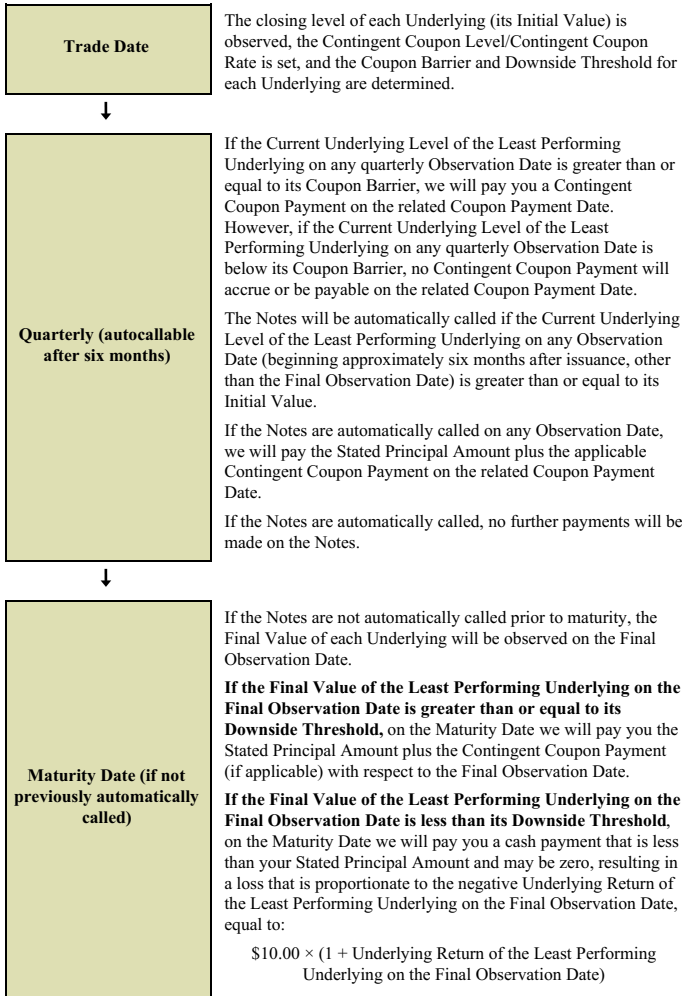 Trade Date
The closing level of each Underlying (its Initial Value) is
observed, the Contingent Coupon Level/Contingent Coupon
Rate is set, and the Coupon Barrier and Downside Threshold for
each Underlying are determined.
Quarterly (autocallable
after six months)
If the Current Underlying Level of the Least Performing
Underlying on any quarterly Observation Date is greater than or
equal to its Coupon Barrier, we will pay you a Contingent
Coupon Payment on the related Coupon Payment Date.
However, if the Current Underlying Level of the Least
Performing Underlying on any quarterly Observation Date is
below its Coupon Barrier, no Contingent Coupon Payment will
accrue or be payable on the related Coupon Payment Date.
The Notes will be automatically called if the Current Underlying
Level of the Least Performing Underlying on any Observation
Date (beginning approximately six months after issuance, other
than the Final Observation Date) is greater than or equal to its
Initial Value.
If the Notes are automatically called on any Observation Date,
we will pay the Stated Principal Amount plus the applicable
Contingent Coupon Payment on the related Coupon Payment
Date.
If the Notes are automatically called, no further payments will be
made on the Notes.
Maturity Date (if not
previously automatically
called)
If the Notes are not automatically called prior to maturity, the
Final Value of each Underlying will be observed on the Final
Observation Date.
If the Final Value of the Least Performing Underlying on the
Final Observation Date is greater than or equal to its
Downside Threshold, on the Maturity Date we will pay you the
Stated Principal Amount plus the Contingent Coupon Payment
(if applicable) with respect to the Final Observation Date.
If the Final Value of the Least Performing Underlying on the
Final Observation Date is less than its Downside Threshold,
on the Maturity Date we will pay you a cash payment that is less
than your Stated Principal Amount and may be zero, resulting in
a loss that is proportionate to the negative Underlying Return of
the Least Performing Underlying on the Final Observation Date,
equal to:
$10.00 × (1 + Underlying Return of the Least Performing
Underlying on the Final Observation Date)